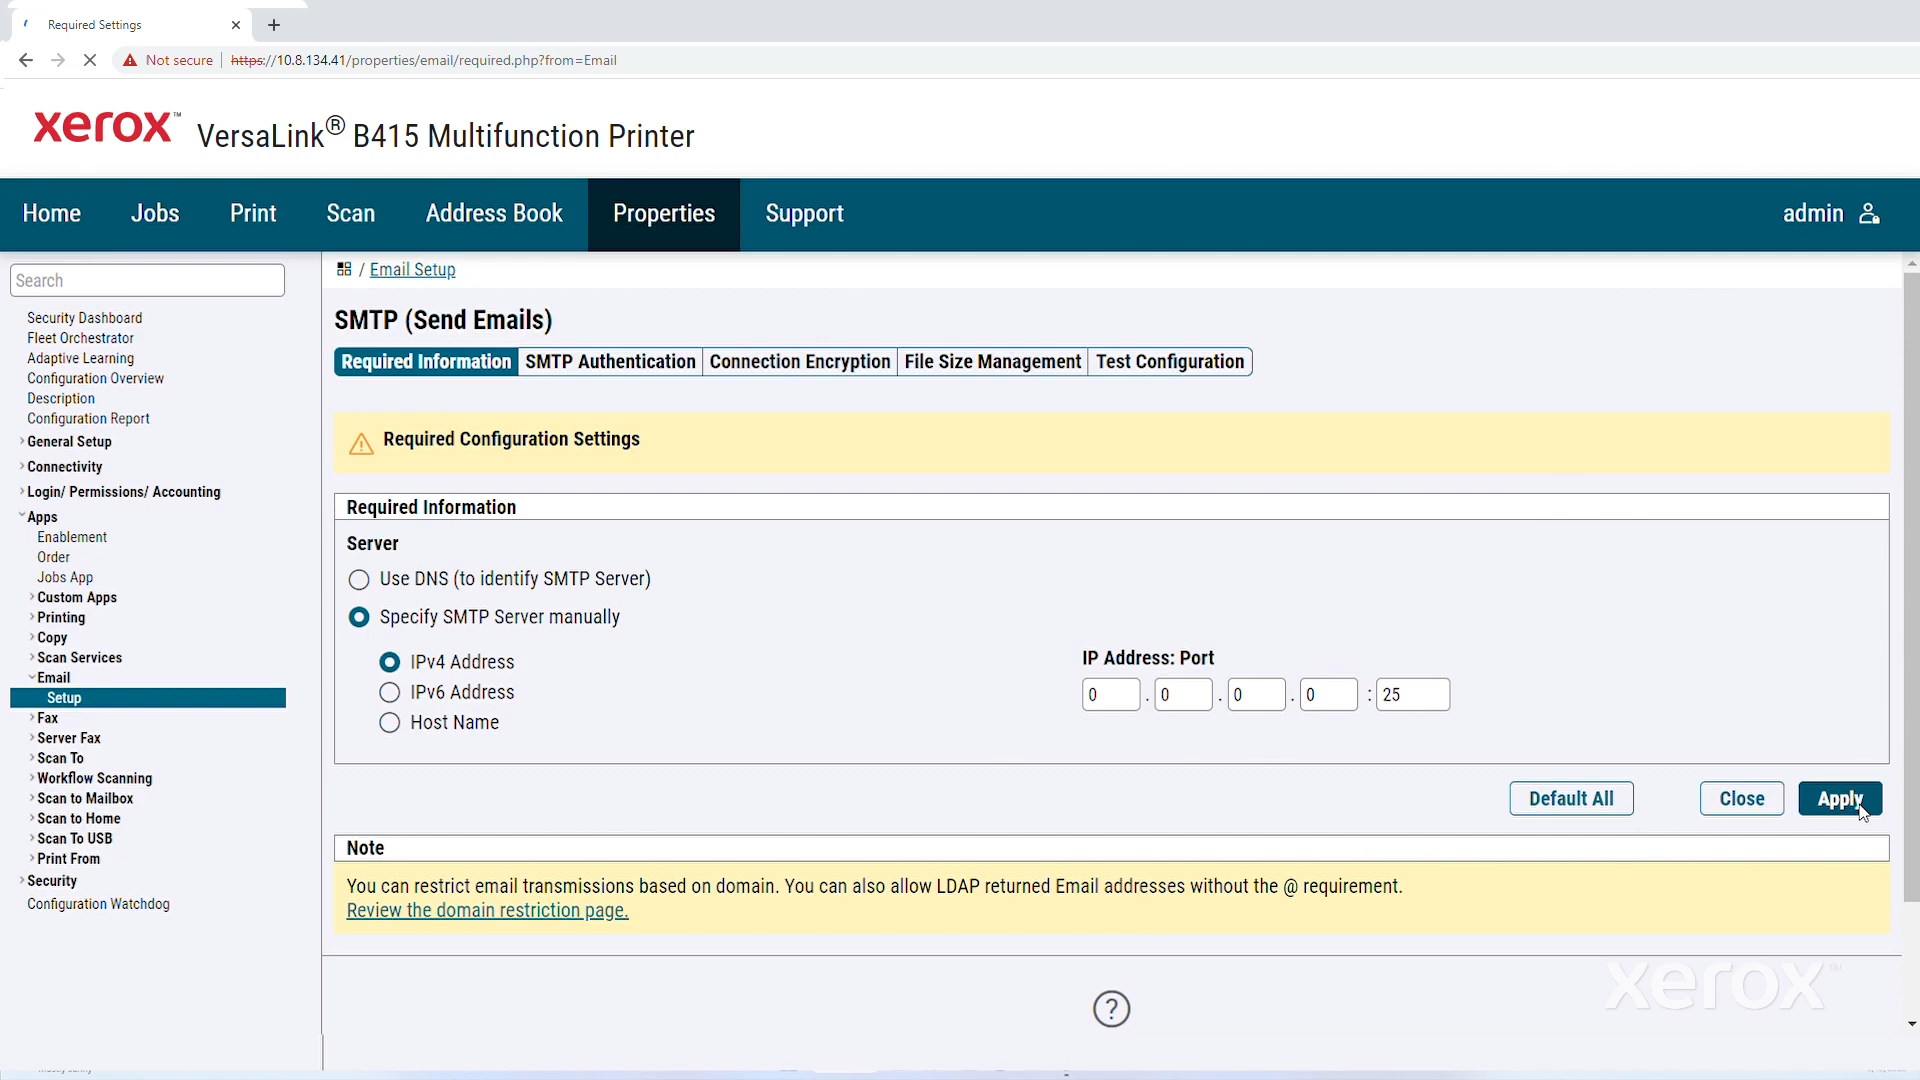 Required Settings
Not secure https://10.8.134.41/properties/email/required.php?from=Email
xerox™ VersaLink® B415 Multifunction Printer
Home Jobs Print Scan Address Book Properties Support admin
Search
/ Email Setup
Security Dashboard
Fleet Orchestrator
Adaptive Learning
Configuration Overview
Description
Configuration Report
General Setup
Connectivity
Login/ Permissions/ Accounting
Apps
Enablement
Order
Jobs App
Custom Apps
Printing
Copy
Scan Services
Email
Setup
Fax
Server Fax
Scan To
Workflow Scanning
Scan to Mailbox
Scan to Home
Scan To USB
Print From
Security
Configuration Watchdog
SMTP (Send Emails)
Required Information SMTP Authentication Connection Encryption File Size Management Test Configuration
Required Configuration Settings
Required Information
Server
Use DNS (to identify SMTP Server)
Specify SMTP Server manually
IPv4 Address
IPv6 Address
Host Name
IP Address: Port
0 . 0 . 0 . 0 : 25
Default All Close Apply
Note
You can restrict email transmissions based on domain. You can also allow LDAP returned Email addresses without the @ requirement.
Review the domain restriction page.
xerox™
?